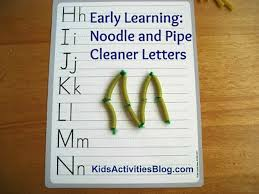 Early Learning:
Noodle and Pipe
Cleaner Letters
Hh
Ii
Jj
Kk
Ll
Mm
Nn
KidsActivitiesBlog.com